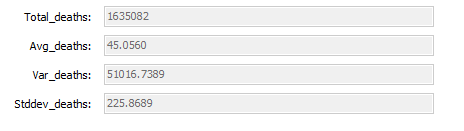 Total_deaths: 1635082
Avg_deaths: 45.0560
Var_deaths: 51016.7389
Stddev_deaths: 225.8689